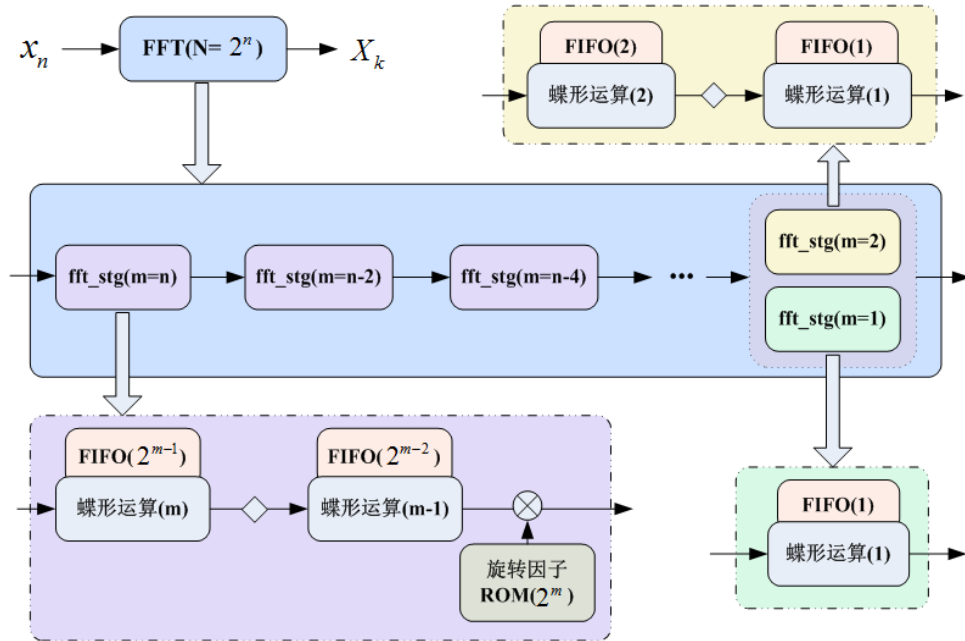 x_n
FFT(N= 2^n)
X_k
FIFO(2)
FIFO(1)
蝶形运算(2)
蝶形运算(1)
fft_stg(m=n)
fft_stg(m=n-2)
fft_stg(m=n-4)
...
fft_stg(m=2)
fft_stg(m=1)
FIFO(2^{m-1})
FIFO(2^{m-2})
蝶形运算(m)
蝶形运算(m-1)
旋转因子
ROM(2^m)
FIFO(1)
蝶形运算(1)